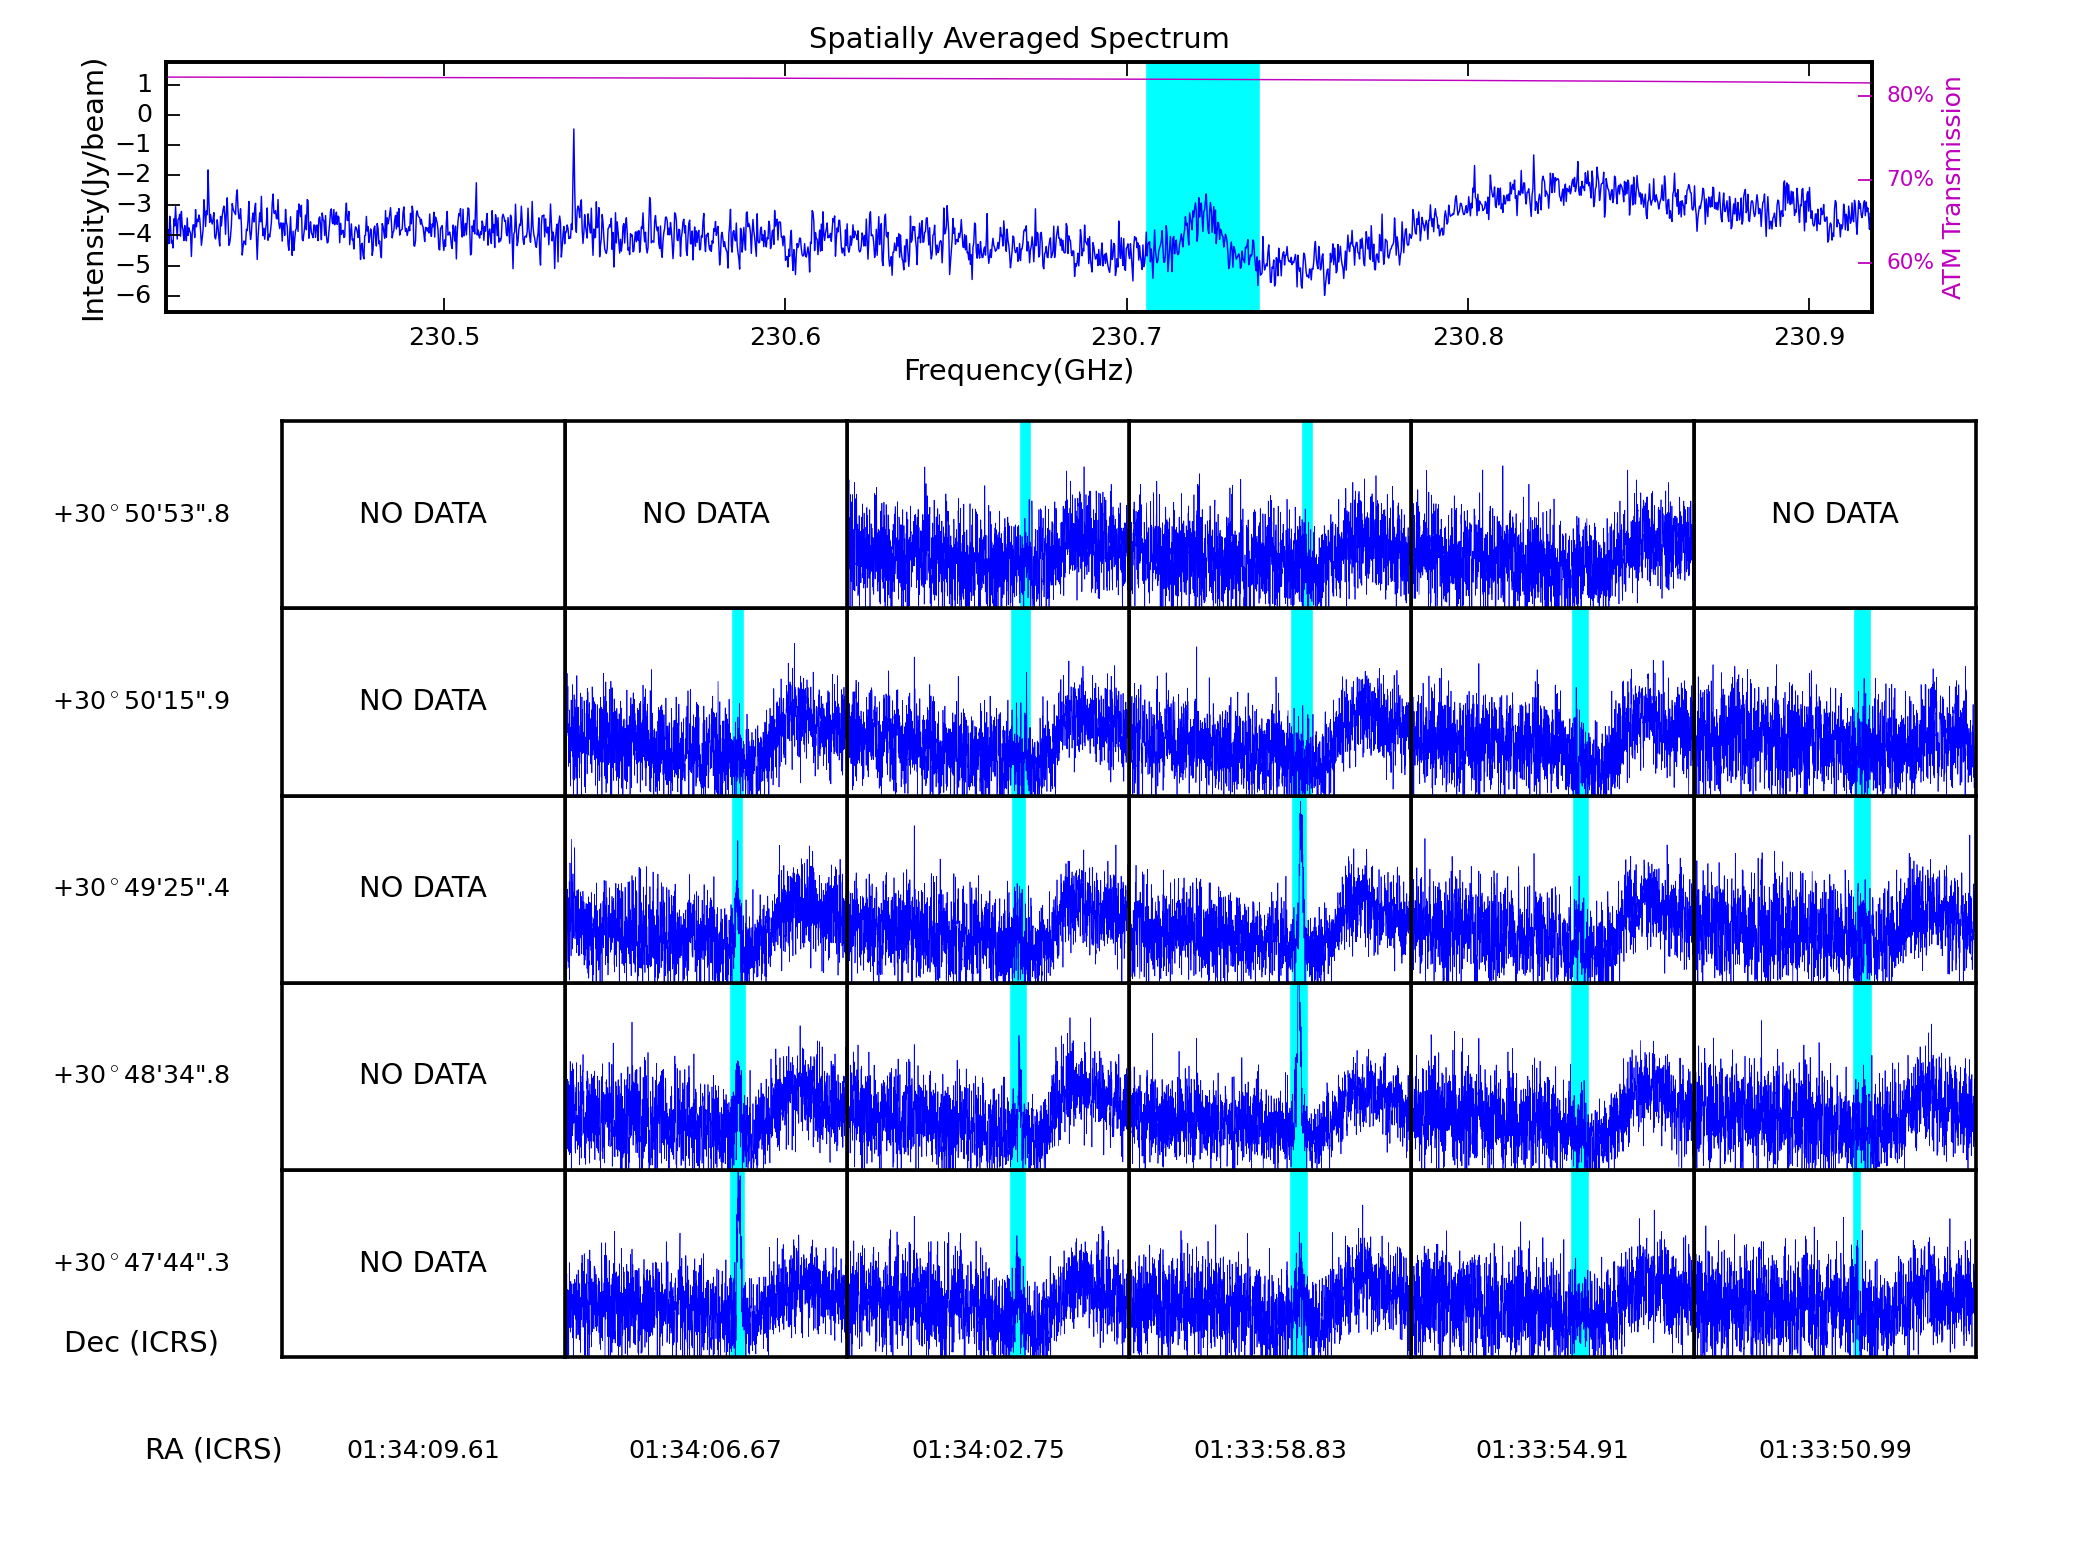 Spatially Averaged Spectrum
Intensity(Jy/beam)
1
0
−1
−2
−3
−4
−5
−6
80%
70%
60%
ATM Transmission
230.5 230.6 230.7 230.8 230.9
Frequency(GHz)
+30°50'53".8 NO DATA NO DATA NO DATA
+30°50'15".9 NO DATA
+30°49'25".4 NO DATA
+30°48'34".8 NO DATA
+30°47'44".3 NO DATA
Dec (ICRS)
RA (ICRS) 01:34:09.61 01:34:06.67 01:34:02.75 01:33:58.83 01:33:54.91 01:33:50.99